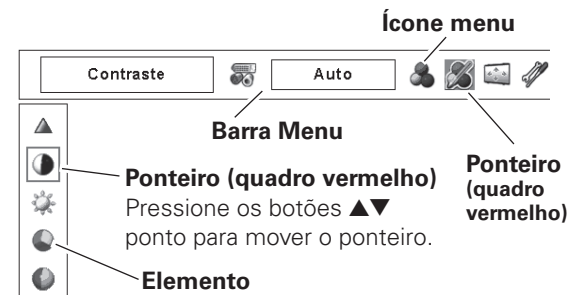 Ícone menu
Contraste
Auto
Barra Menu
Ponteiro
(quadro
vermelho)
Ponteiro (quadro vermelho)
Pressione os botões ▲▼
ponto para mover o ponteiro.
Elemento